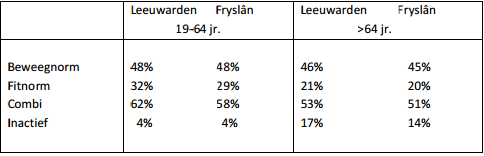 Leeuwarden Fryslân Leeuwarden Fryslân
19-64 jr. >64 jr.
Beweegnorm 48% 48% 46% 45%
Fitnorm 32% 29% 21% 20%
Combi 62% 58% 53% 51%
Inactief 4% 4% 17% 14%